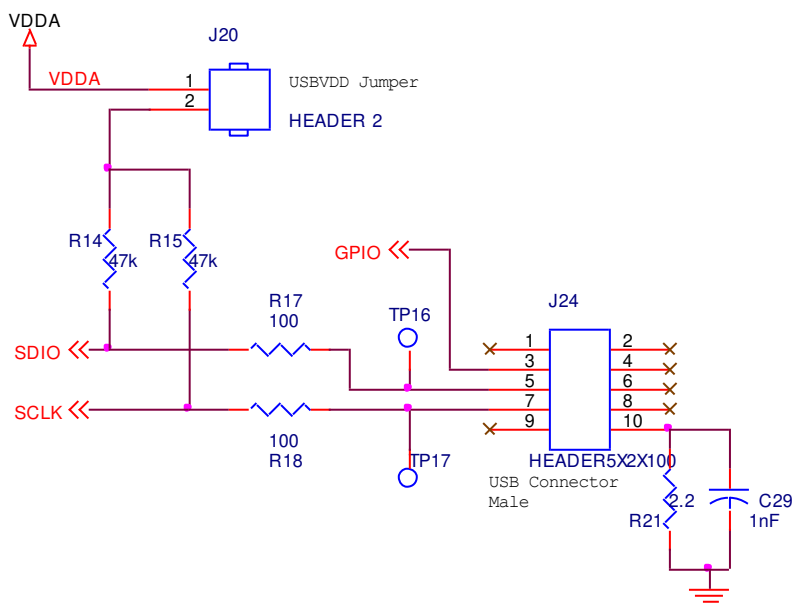 VDDA
J20
VDDA
1
USBVDD Jumper
2
HEADER 2
R14
47k
R15
47k
GPIO
R17
100
TP16
J24
SDIO
1
2
3
4
5
6
SCLK
7
8
9
10
100
R18
TP17
HEADER5X2X100
USB Connector
Male
2.2
R21
C29
1nF